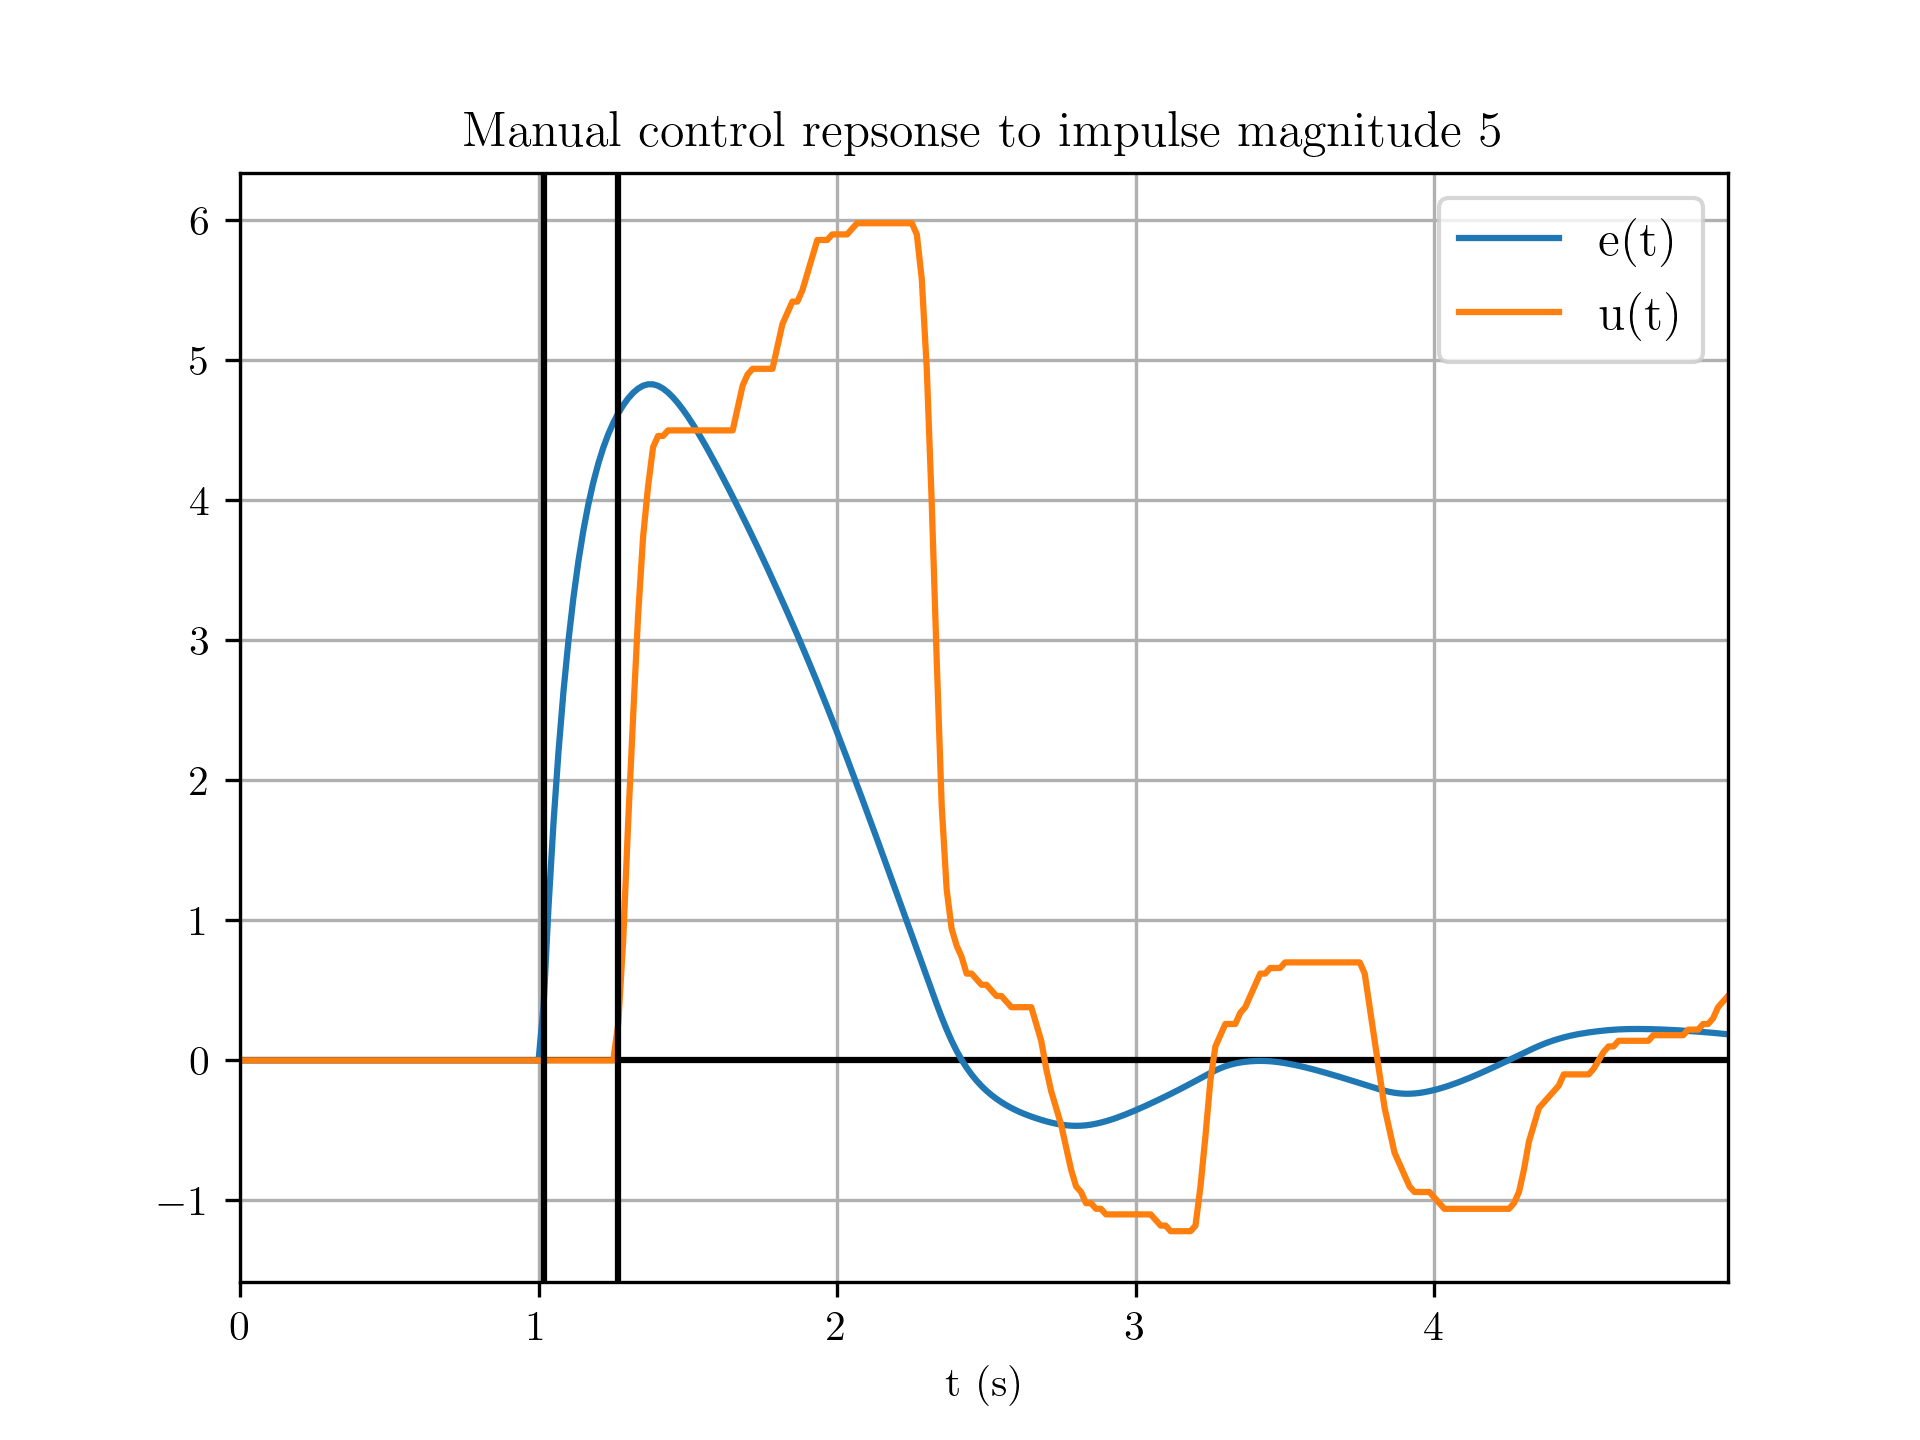 Manual control repsonse to impulse magnitude 5
e(t)
u(t)
6
5
4
3
2
1
0
−1
0 1 2 3 4
t (s)